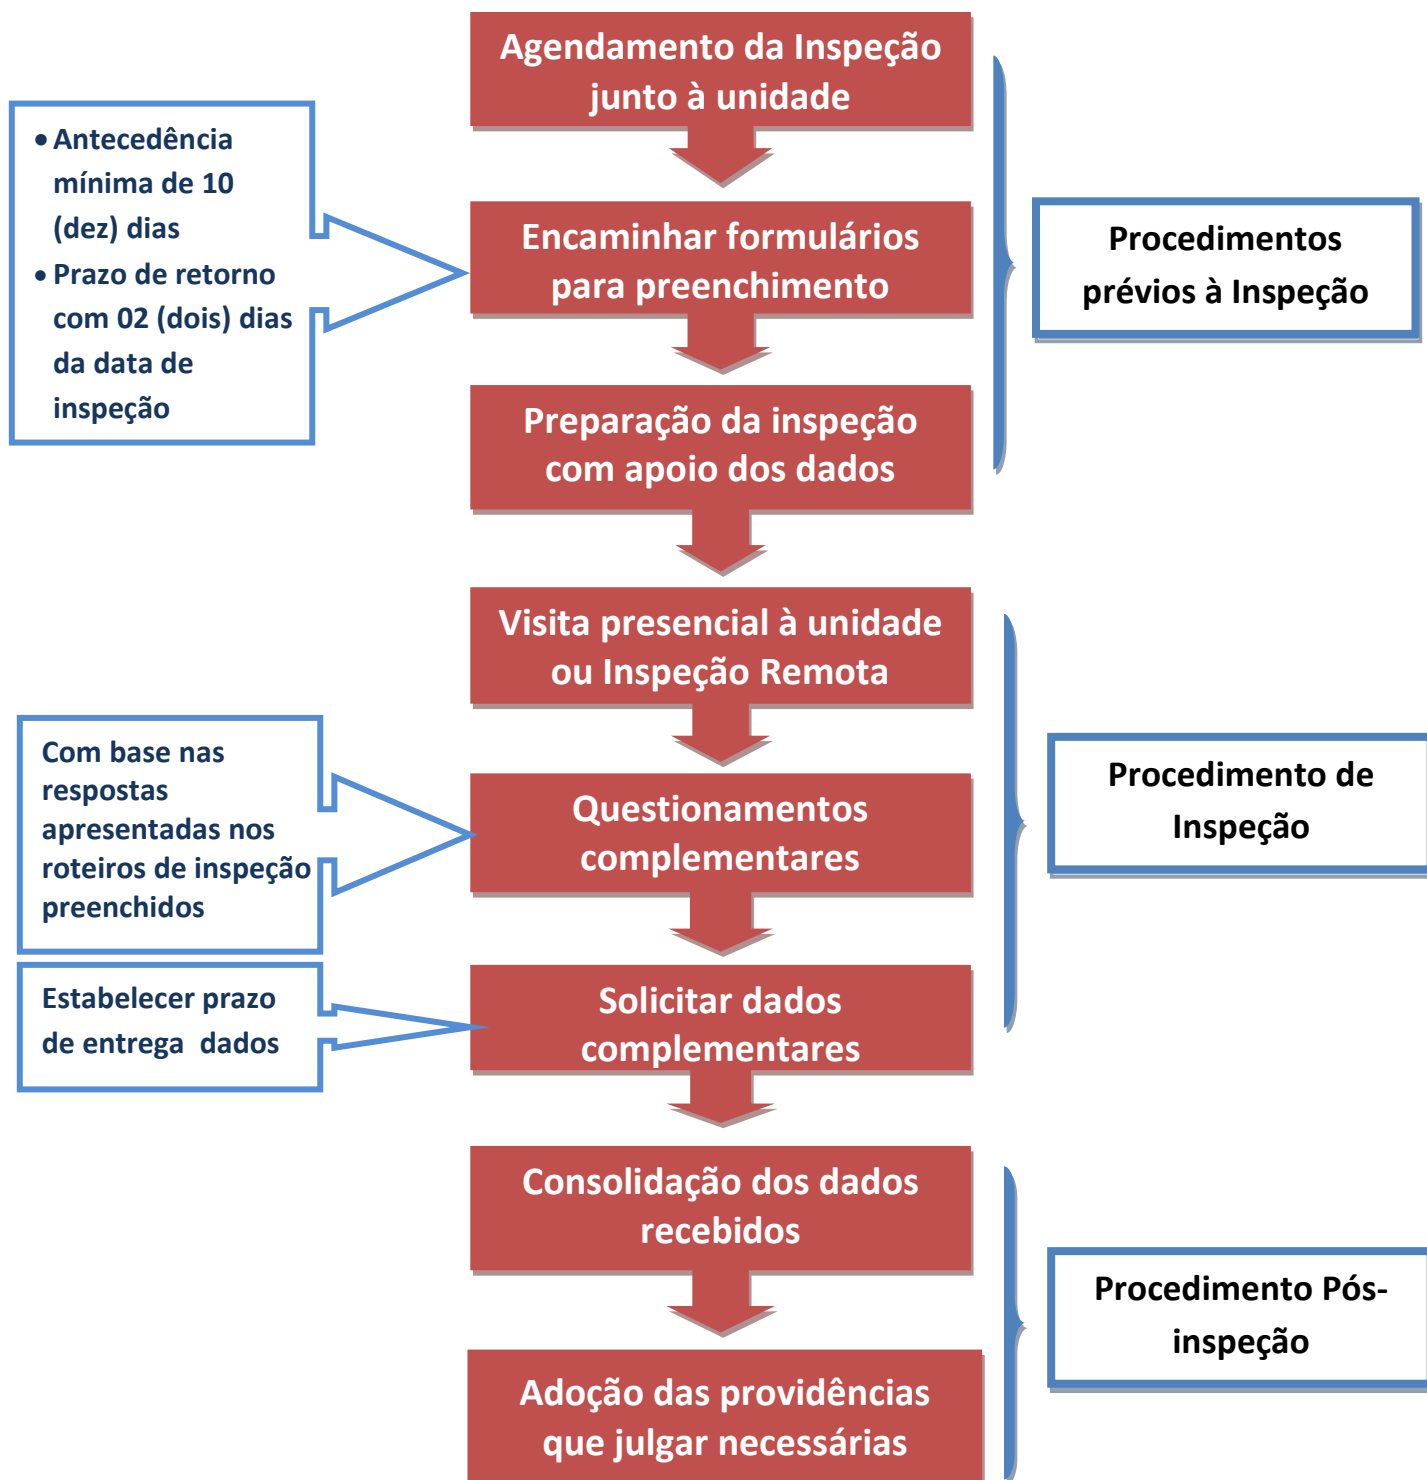 Agendamento da Inspeção
junto à unidade
• Antecedência
mínima de 10
(dez) dias
• Prazo de retorno
com 02 (dois) dias
da data de
inspeção
Encaminhar formulários
para preenchimento
Procedimentos
prévios à Inspeção
Preparação da inspeção
com apoio dos dados
Visita presencial à unidade
ou Inspeção Remota
Com base nas
respostas
apresentadas nos
roteiros de inspeção
preenchidos
Questionamentos
complementares
Procedimento de
Inspeção
Estabelecer prazo
de entrega dados
Solicitar dados
complementares
Consolidação dos dados
recebidos
Procedimento Pós-
inspeção
Adoção das providências
que julgar necessárias